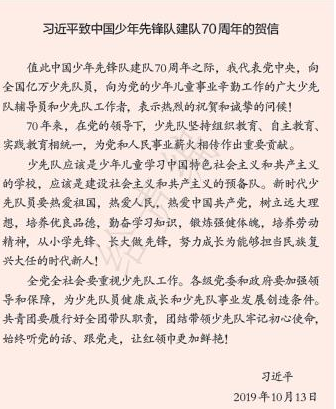 习近平致中国少年先锋队建队70周年的贺信
值此中国少年先锋队建队70周年之际，我代表党中央，向
全国亿万少先队员，向为党的少年儿童事业辛勤工作的广大少先
队辅导员和少先队工作者，表示热烈的祝贺和诚挚的问候！
70年来，在党的领导下，少先队坚持组织教育、自主教育、
实践教育相统一，为党和人民事业薪火相传作出重要贡献。
少先队应该是少年儿童学习中国特色社会主义和共产主义
的学校，应该是建设社会主义和共产主义的预备队。新时代少
先队员要热爱祖国，热爱人民，热爱中国共产党，树立远大理
想，培养优良品德，勤奋学习知识，锻炼强健体魄，培养劳动
精神，从小学先锋、长大做先锋，努力成长为能够担当民族复
兴大任的时代新人！
全党全社会要重视少先队工作。各级党委和政府要加强领
导和保障，为少先队员健康成长和少先队事业发展创造条件。
共青团要履行好全团带队职责，团结带领少先队牢记初心使命，
始终听党的话、跟党走，让红领巾更加鲜艳！
习近平
2019年10月13日